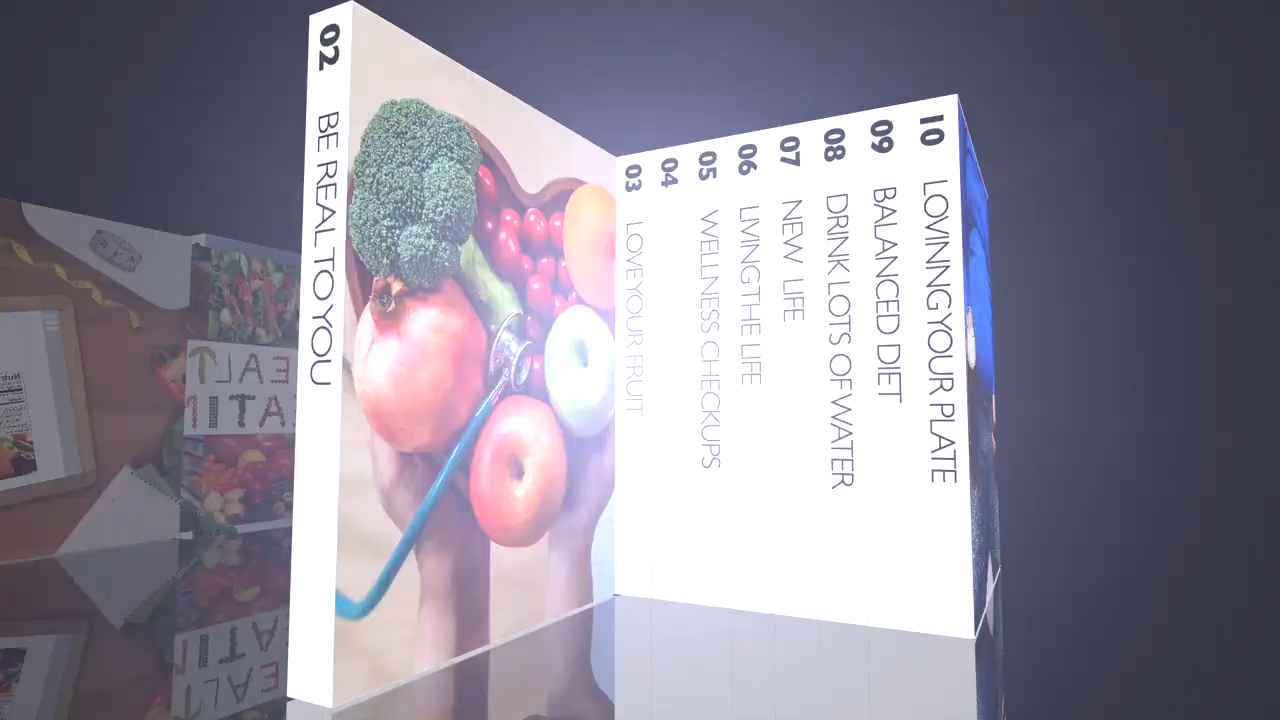 02 BE REAL TO YOU
03 LOVE YOUR FRUIT
04
05 WELLNESS CHECKUPS
06 LIVING THE LIFE
07 NEW LIFE
08 DRINK LOTS OF WATER
09 BALANCED DIET
10 LOVINNG YOUR PLATE